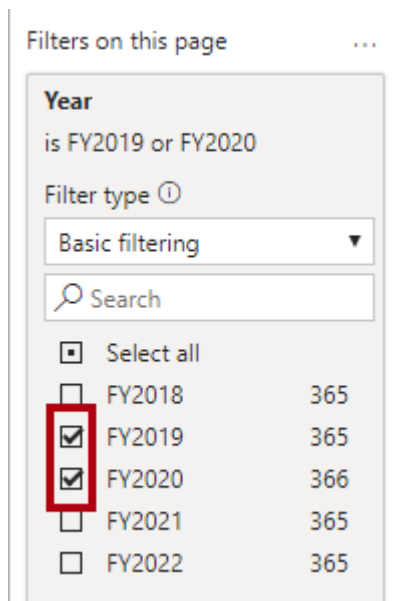 Filters on this page ...
Year
is FY2019 or FY2020
Filter type
Basic filtering
Search
Select all
FY2018 365
FY2019 365
FY2020 366
FY2021 365
FY2022 365